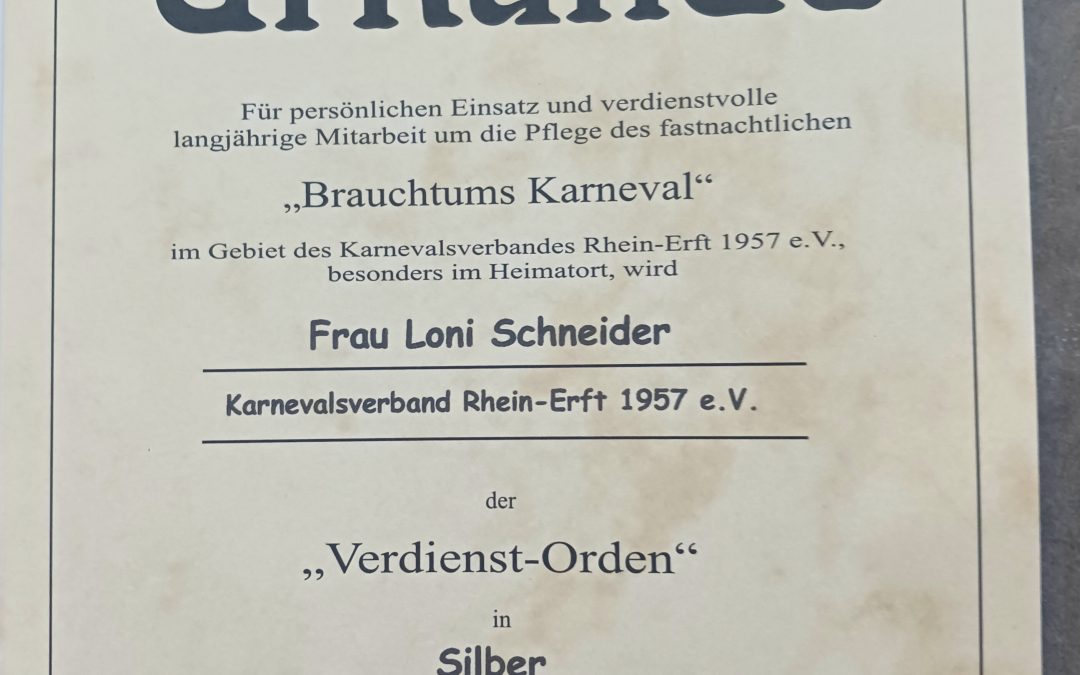 Urkunde
Für persönlichen Einsatz und verdienstvolle
langjährige Mitarbeit um die Pflege des fastnachtlichen
„Brauchtums Karneval“
im Gebiet des Karnevalsverbandes Rhein-Erft 1957 e.V.,
besonders im Heimatort, wird
Frau Loni Schneider
Karnevalsverband Rhein-Erft 1957 e.V.
der
„Verdienst-Orden“
in
Silber